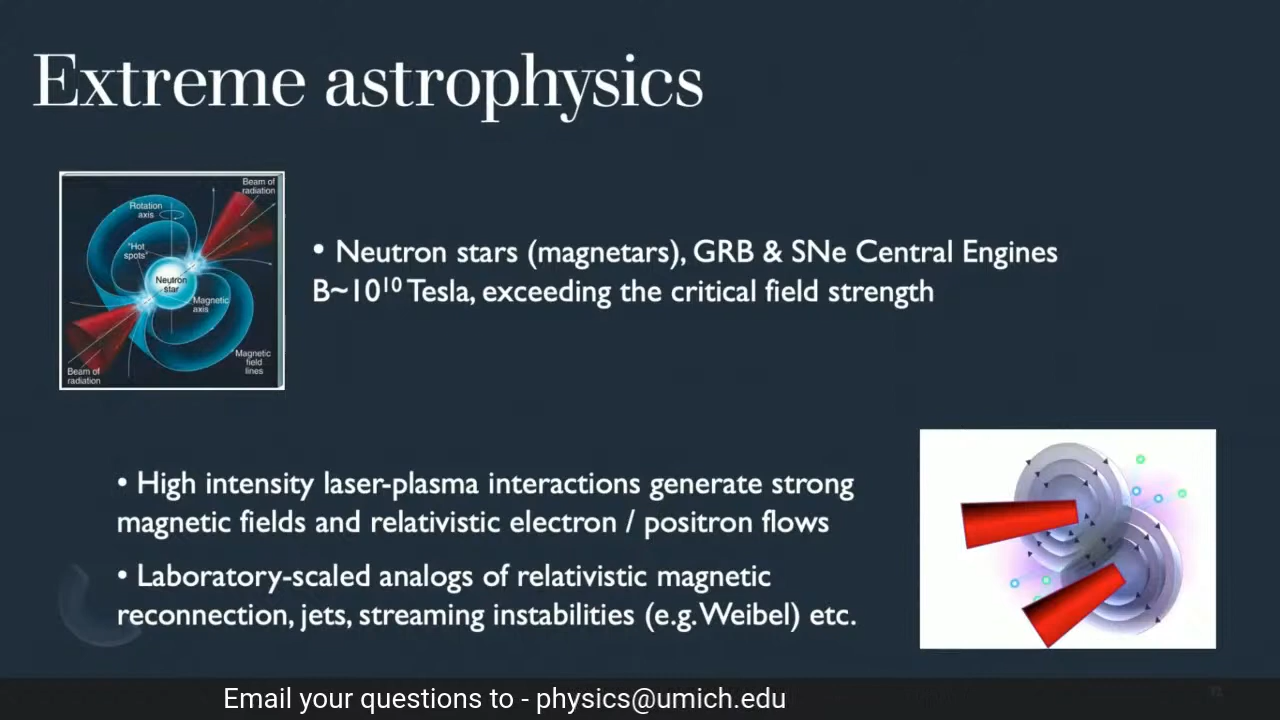 Extreme astrophysics
Beam of
radiation
Rotation
axis
"Hot
spots"
Neutron
star
Magnetic
axis
Magnetic
field
lines
Beam of
radiation
• Neutron stars (magnetars), GRB & SNe Central Engines
B~10¹⁰ Tesla, exceeding the critical field strength
• High intensity laser-plasma interactions generate strong
magnetic fields and relativistic electron / positron flows
• Laboratory-scaled analogs of relativistic magnetic
reconnection, jets, streaming instabilities (e.g. Weibel) etc.
Email your questions to - physics@umich.edu